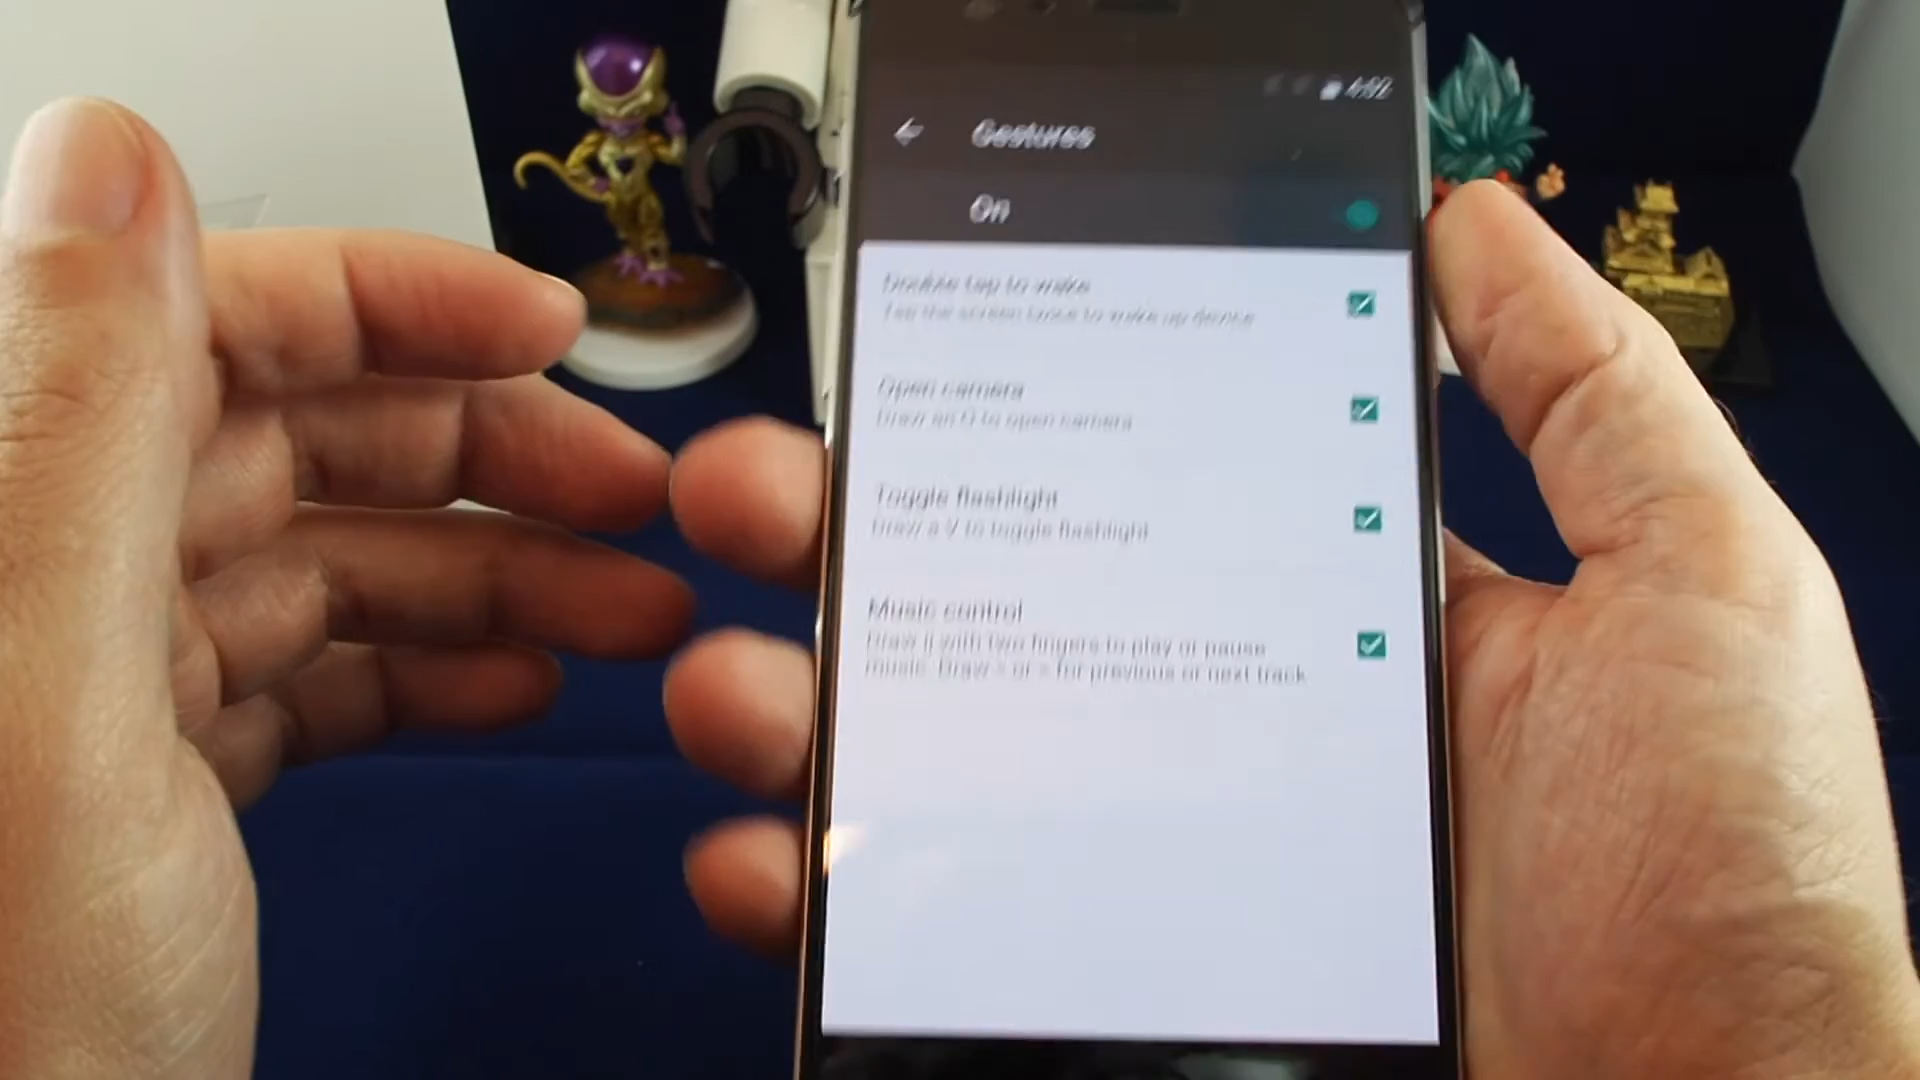 4:02
Gestures
On
Double tap to wake
Tap the screen twice to wake up device
Open camera
Draw an O to open camera
Toggle flashlight
Draw a V to toggle flashlight
Music control
Draw || with two fingers to play or pause
music. Draw < or > for previous or next track